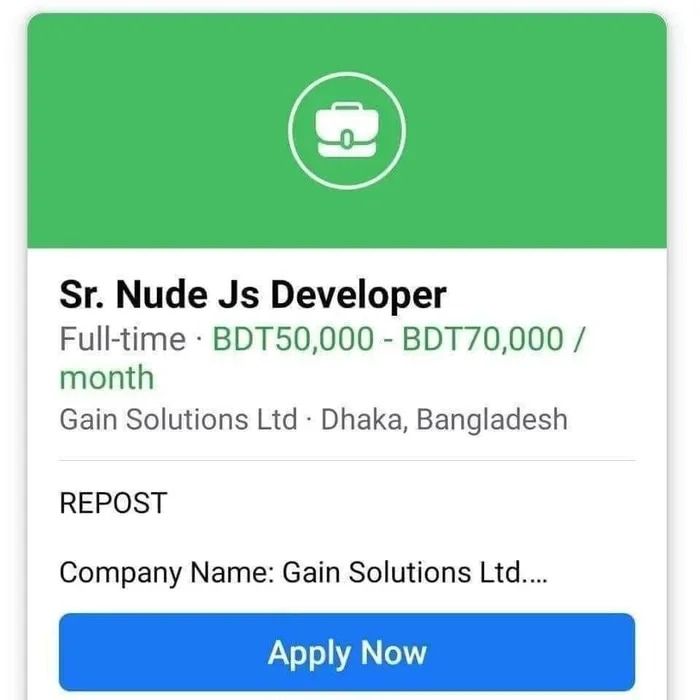 Sr. Nude Js Developer
Full-time · BDT50,000 - BDT70,000 /
month
Gain Solutions Ltd · Dhaka, Bangladesh
REPOST
Company Name: Gain Solutions Ltd....
Apply Now